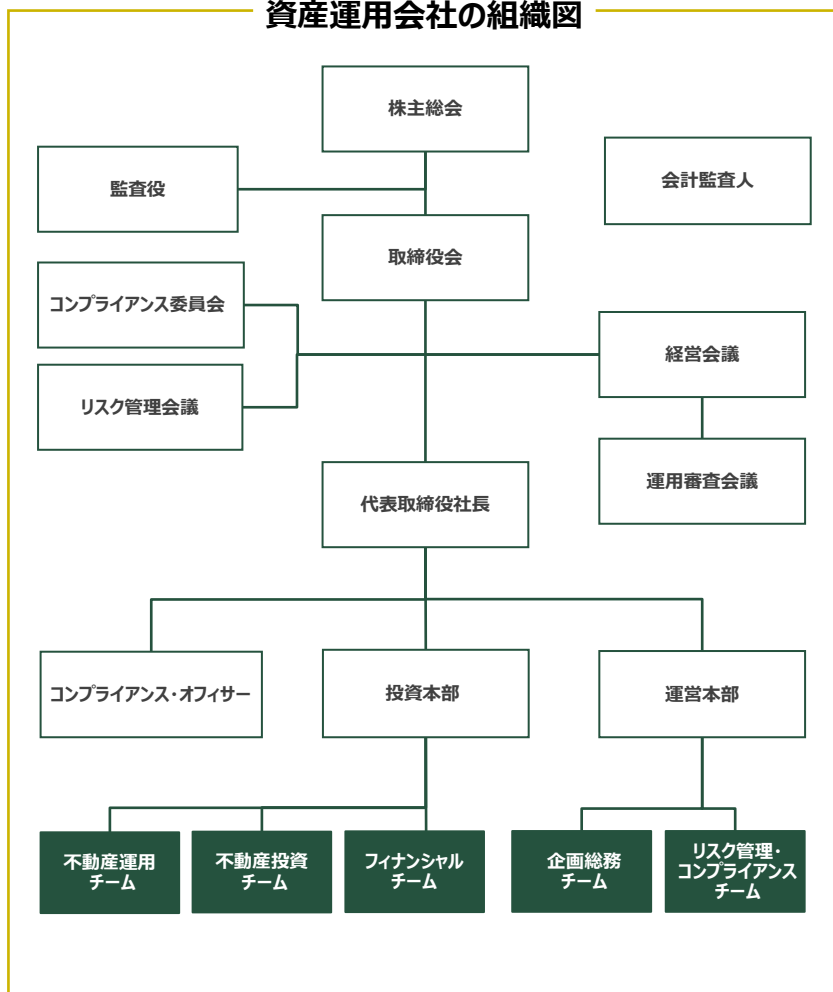 資産運用会社の組織図
株主総会
監査役
会計監査人
取締役会
コンプライアンス委員会
経営会議
リスク管理会議
運用審査会議
代表取締役社長
コンプライアンス・オフィサー
投資本部
運営本部
不動産運用
チーム
不動産投資
チーム
フィナンシャル
チーム
企画総務
チーム
リスク管理・
コンプライアンス
チーム